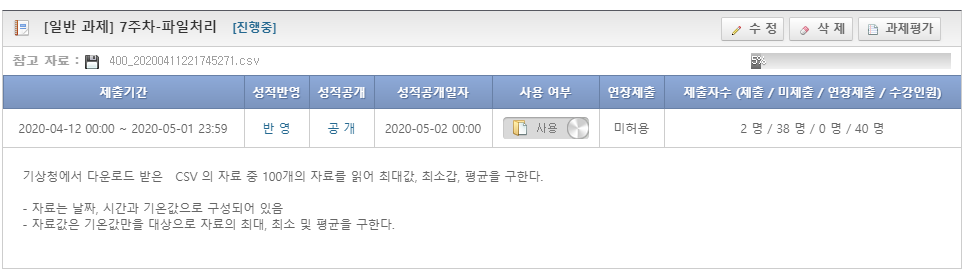 [일반 과제] 7주차-파일처리 [진행중] 수 정 삭 제 과제평가
참고 자료 : 400_20200411221745271.csv 5%
제출기간 성적반영 성적공개 성적공개일자 사용 여부 연장제출 제출자수 (제출 / 미제출 / 연장제출 / 수강인원)
2020-04-12 00:00 ~ 2020-05-01 23:59 반 영 공 개 2020-05-02 00:00 사용 미허용 2 명 / 38 명 / 0 명 / 40 명
기상청에서 다운로드 받은 CSV 의 자료 중 100개의 자료를 읽어 최대값, 최소갑, 평균을 구한다.
- 자료는 날짜, 시간과 기온값으로 구성되어 있음
- 자료값은 기온값만을 대상으로 자료의 최대, 최소 및 평균을 구한다.